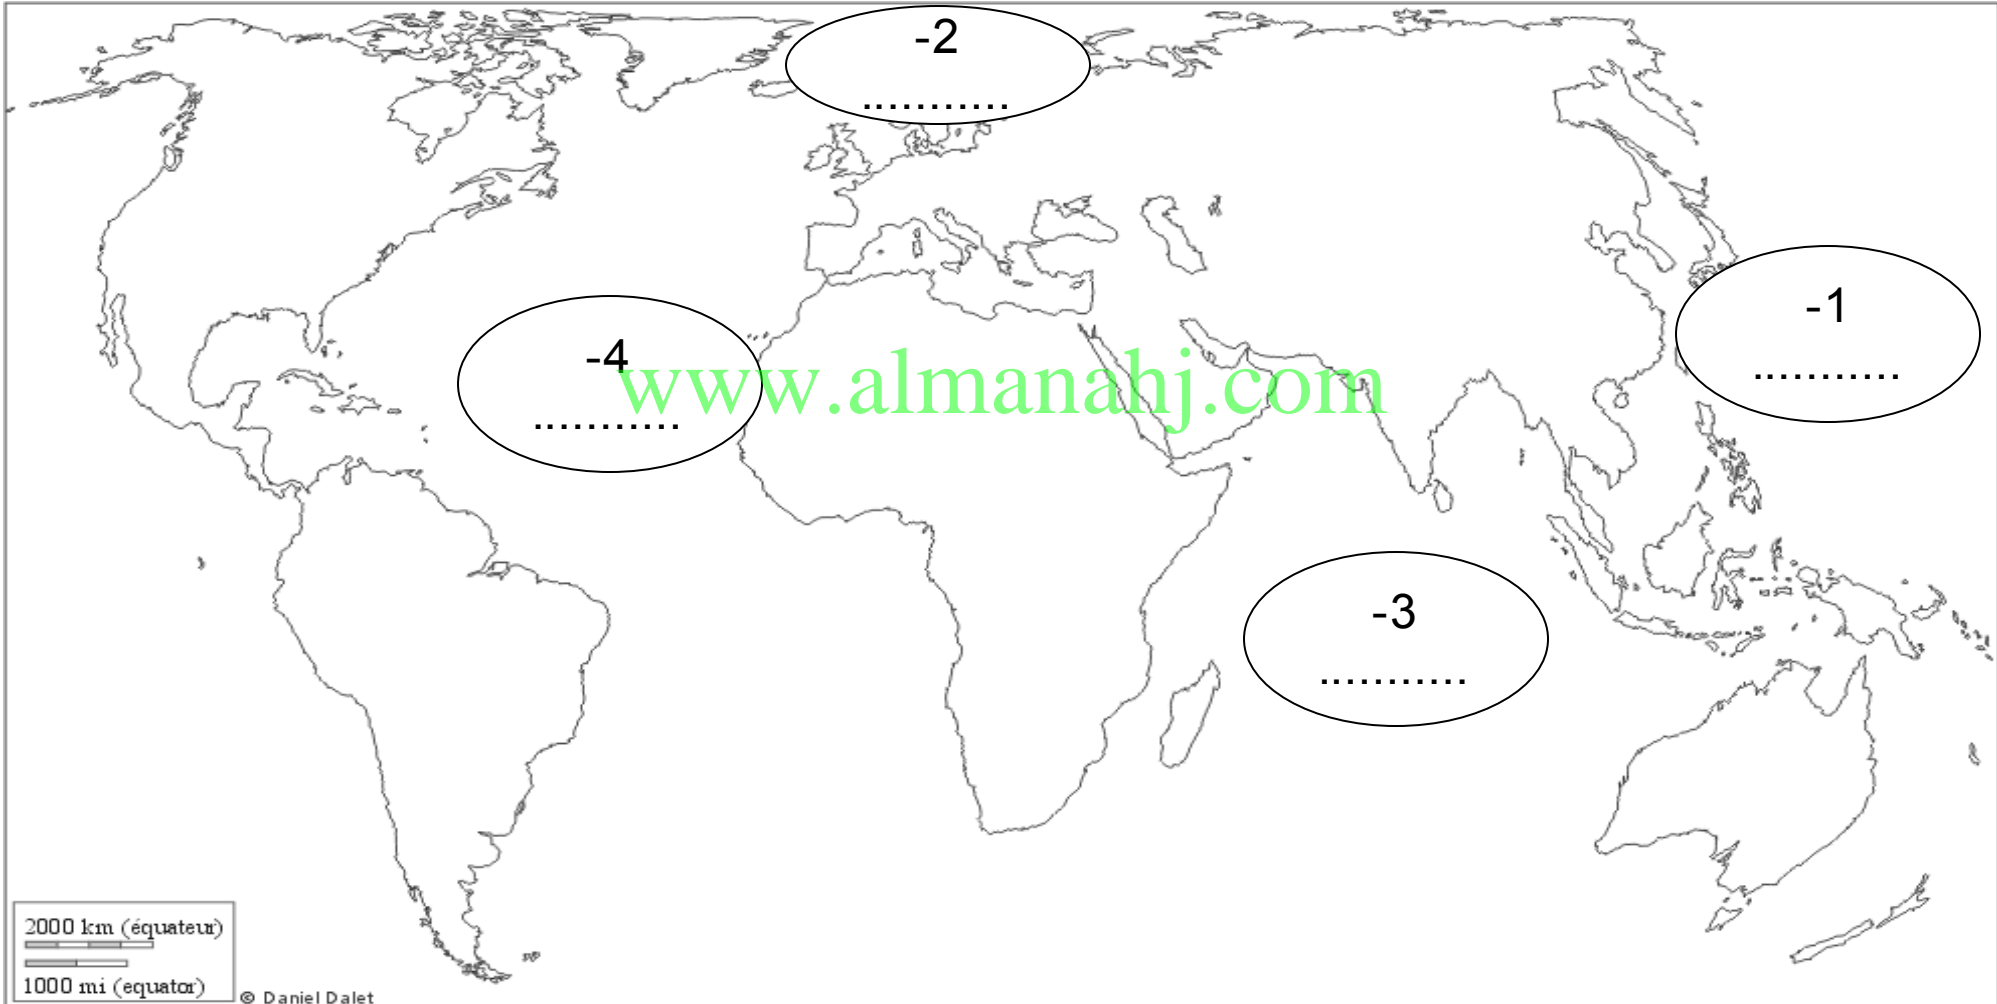 -2
...........
-1
...........
-4
...........
www.almanahj.com
-3
...........
2000 km (équateur)
1000 mi (equator)
© Daniel Dalet